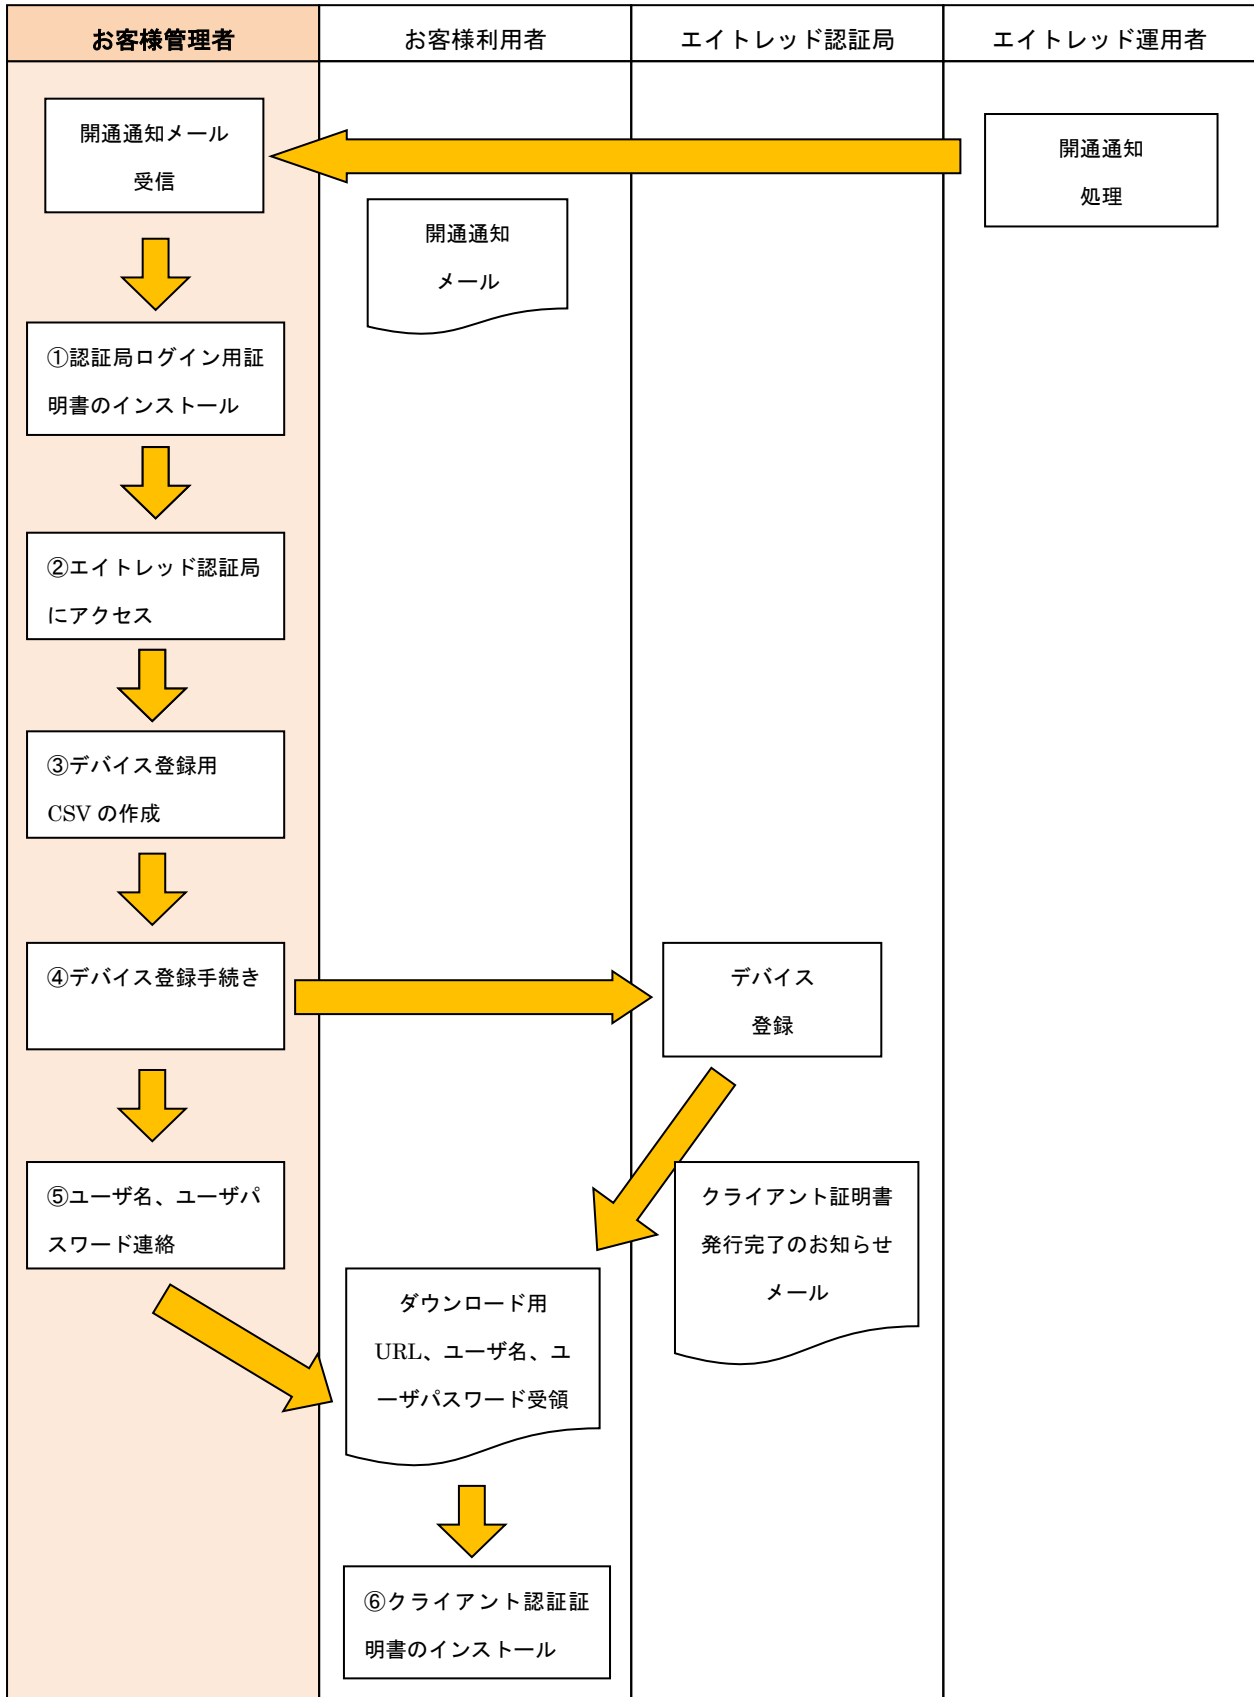 お客様管理者
お客様利用者
エイトレッド認証局
エイトレッド運用者
開通通知メール
受信
開通通知
処理
開通通知
メール
①認証局ログイン用証
明書のインストール
②エイトレッド認証局
にアクセス
③デバイス登録用
CSV の作成
④デバイス登録手続き
デバイス
登録
⑤ユーザ名、ユーザパ
スワード連絡
クライアント証明書
発行完了のお知らせ
メール
ダウンロード用
URL、ユーザ名、ユ
ーザパスワード受領
⑥クライアント認証証
明書のインストール